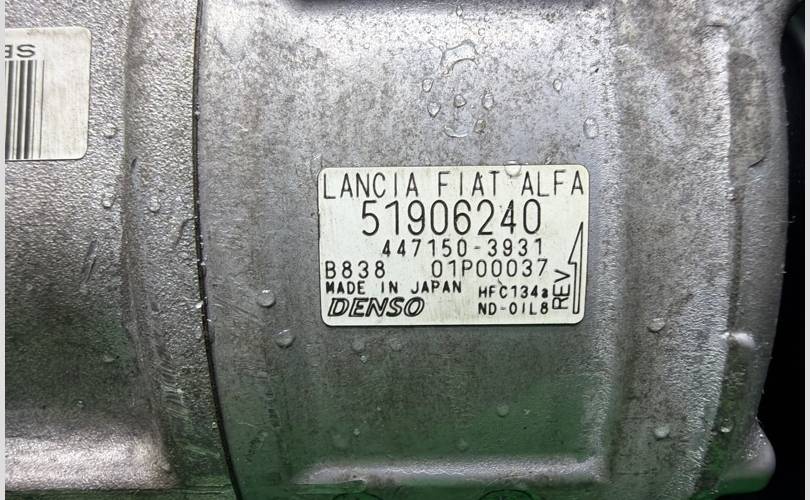 LANCIA FIAT ALFA
51906240
447150-3931
B838 01P00037
MADE IN JAPAN HFC134a
DENSO ND-OIL8
REV